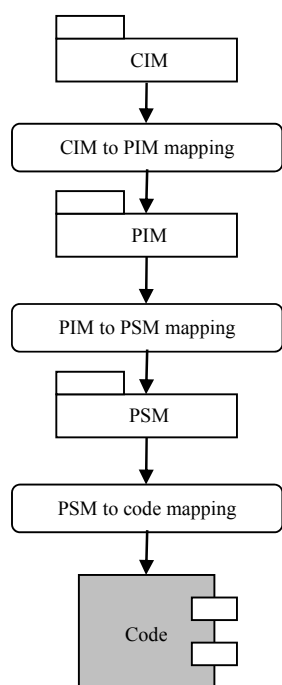 CIM
CIM to PIM mapping
PIM
PIM to PSM mapping
PSM
PSM to code mapping
Code